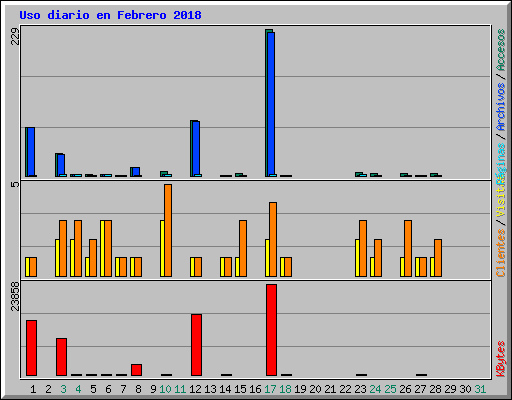 Uso diario en Febrero 2018
229
5
23858
Accesos / Archivos / Páginas
Visitas / Clientes
KBytes
1 2 3 4 5 6 7 8 9 10 11 12 13 14 15 16 17 18 19 20 21 22 23 24 25 26 27 28 29 30 31